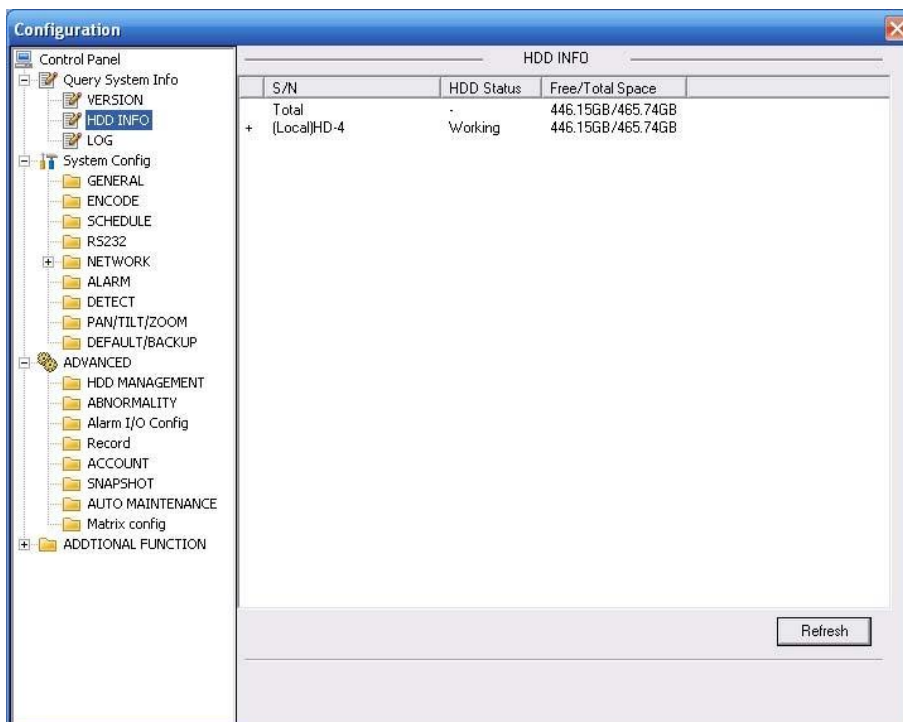 Configuration
Control Panel
Query System Info
VERSION
HDD INFO
LOG
System Config
GENERAL
ENCODE
SCHEDULE
RS232
NETWORK
ALARM
DETECT
PAN/TILT/ZOOM
DEFAULT/BACKUP
ADVANCED
HDD MANAGEMENT
ABNORMALITY
Alarm I/O Config
Record
ACCOUNT
SNAPSHOT
AUTO MAINTENANCE
Matrix config
ADDTIONAL FUNCTION
HDD INFO
S/N HDD Status Free/Total Space
Total - 446.15GB/465.74GB
+ (Local)HD-4 Working 446.15GB/465.74GB
Refresh